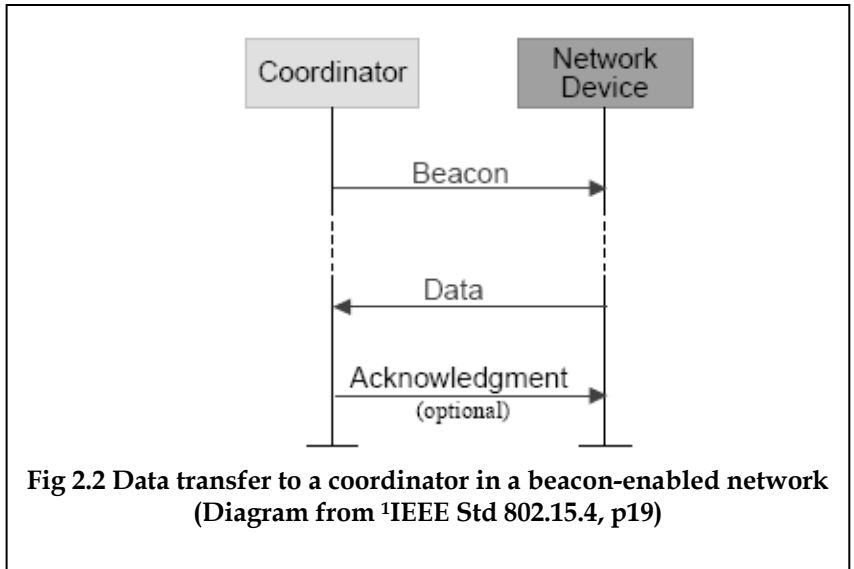 Coordinator
Network
Device
Beacon
Data
Acknowledgment
(optional)
Fig 2.2 Data transfer to a coordinator in a beacon-enabled network
(Diagram from ¹IEEE Std 802.15.4, p19)